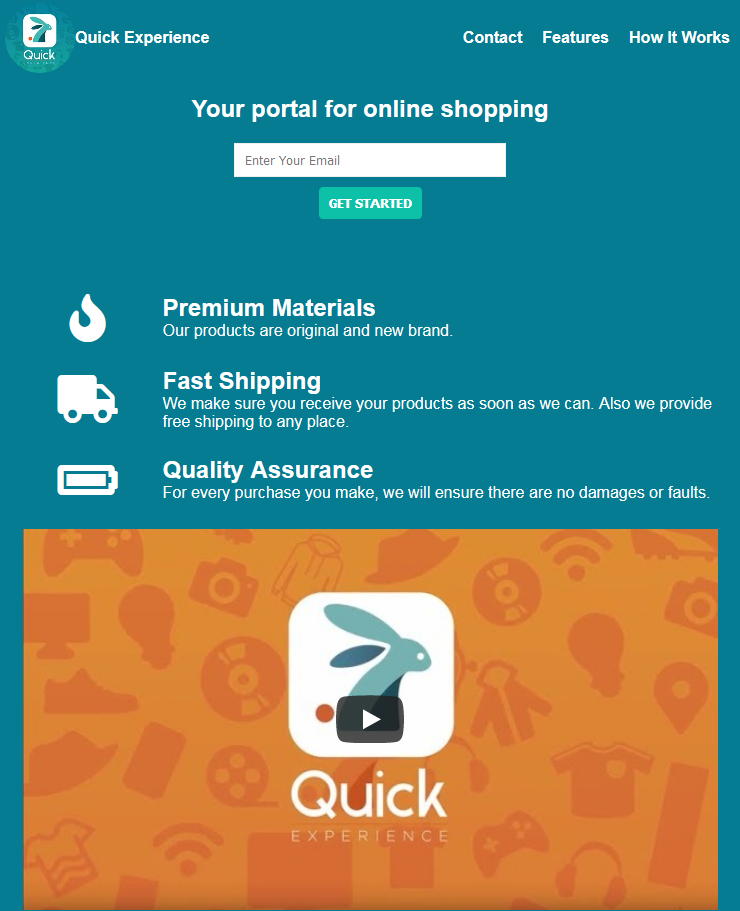 Quick
Quick Experience
Contact
Features
How It Works
Your portal for online shopping
Enter Your Email
GET STARTED
Premium Materials
Our products are original and new brand.
Fast Shipping
We make sure you receive your products as soon as we can. Also we provide
free shipping to any place.
Quality Assurance
For every purchase you make, we will ensure there are no damages or faults.
Quick
EXPERIENCE